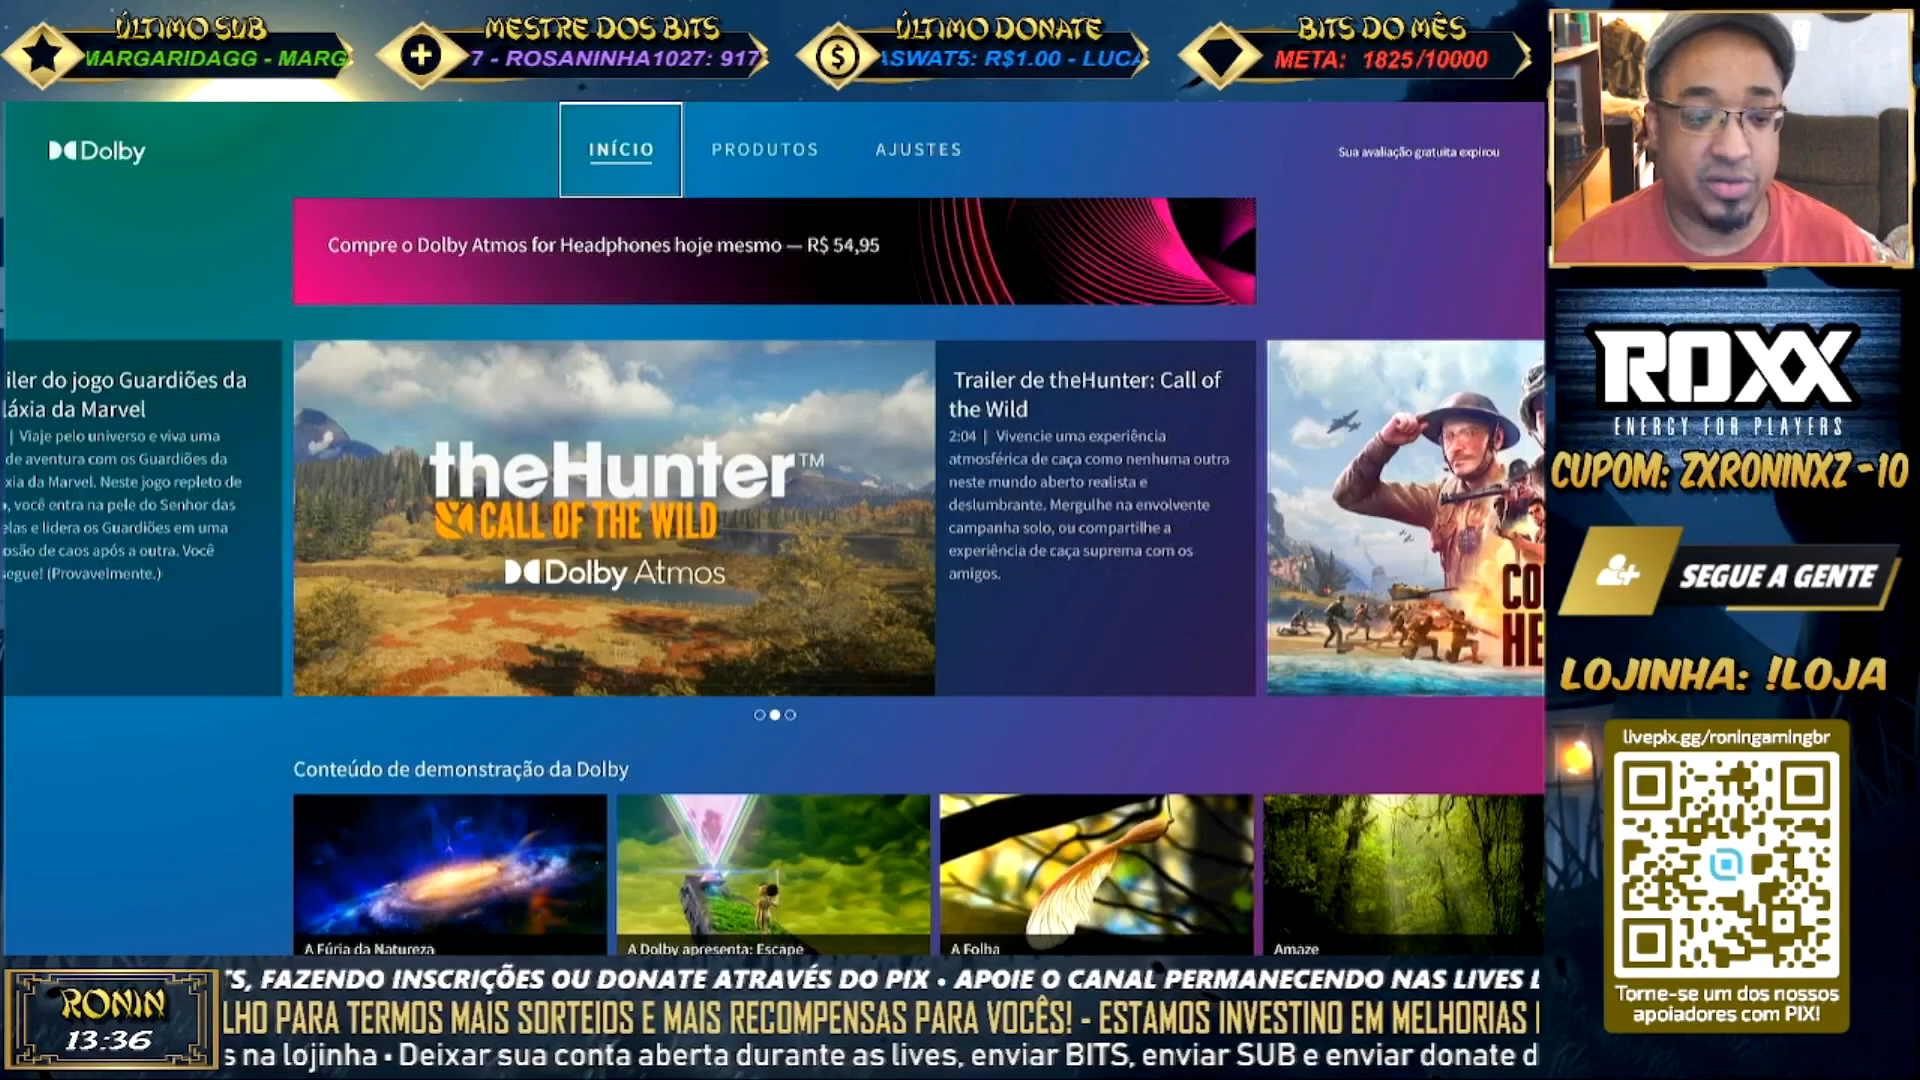 ÚLTIMO SUB
MARGARIDAGG - MARG
MESTRE DOS BITS
7 - ROSANINHA1027: 917
ÚLTIMO DONATE
ASWAT5: R$1.00 - LUCA
BITS DO MÊS
META: 1825/10000
Dolby
INÍCIO
PRODUTOS
AJUSTES
Sua avaliação gratuita expirou
Compre o Dolby Atmos for Headphones hoje mesmo — R$ 54,95
iler do jogo Guardiões da
láxia da Marvel
| Viaje pelo universo e viva uma
de aventura com os Guardiões da
xia da Marvel. Neste jogo repleto de
, você entra na pele do Senhor das
elas e lidera os Guardiões em uma
osão de caos após a outra. Você
segue! (Provavelmente.)
theHunter™
CALL OF THE WILD
Dolby Atmos
Trailer de theHunter: Call of
the Wild
2:04 | Vivencie uma experiência
atmosférica de caça como nenhuma outra
neste mundo aberto realista e
deslumbrante. Mergulhe na envolvente
campanha solo, ou compartilhe a
experiência de caça suprema com os
amigos.
CO
HE
Conteúdo de demonstração da Dolby
A Fúria da Natureza
A Dolby apresenta: Escape
A Folha
Amaze
ROXX
ENERGY FOR PLAYERS
CUPOM: ZXRONINXZ -10
SEGUE A GENTE
LOJINHA: !LOJA
livepix.gg/roningamingbr
Torne-se um dos nossos
apoiadores com PIX!
RONIN
13:36
S, FAZENDO INSCRIÇÕES OU DONATE ATRAVÉS DO PIX • APOIE O CANAL PERMANECENDO NAS LIVES
LHO PARA TERMOS MAIS SORTEIOS E MAIS RECOMPENSAS PARA VOCÊS! - ESTAMOS INVESTINO EM MELHORIAS
s na lojinha • Deixar sua conta aberta durante as lives, enviar BITS, enviar SUB e enviar donate d